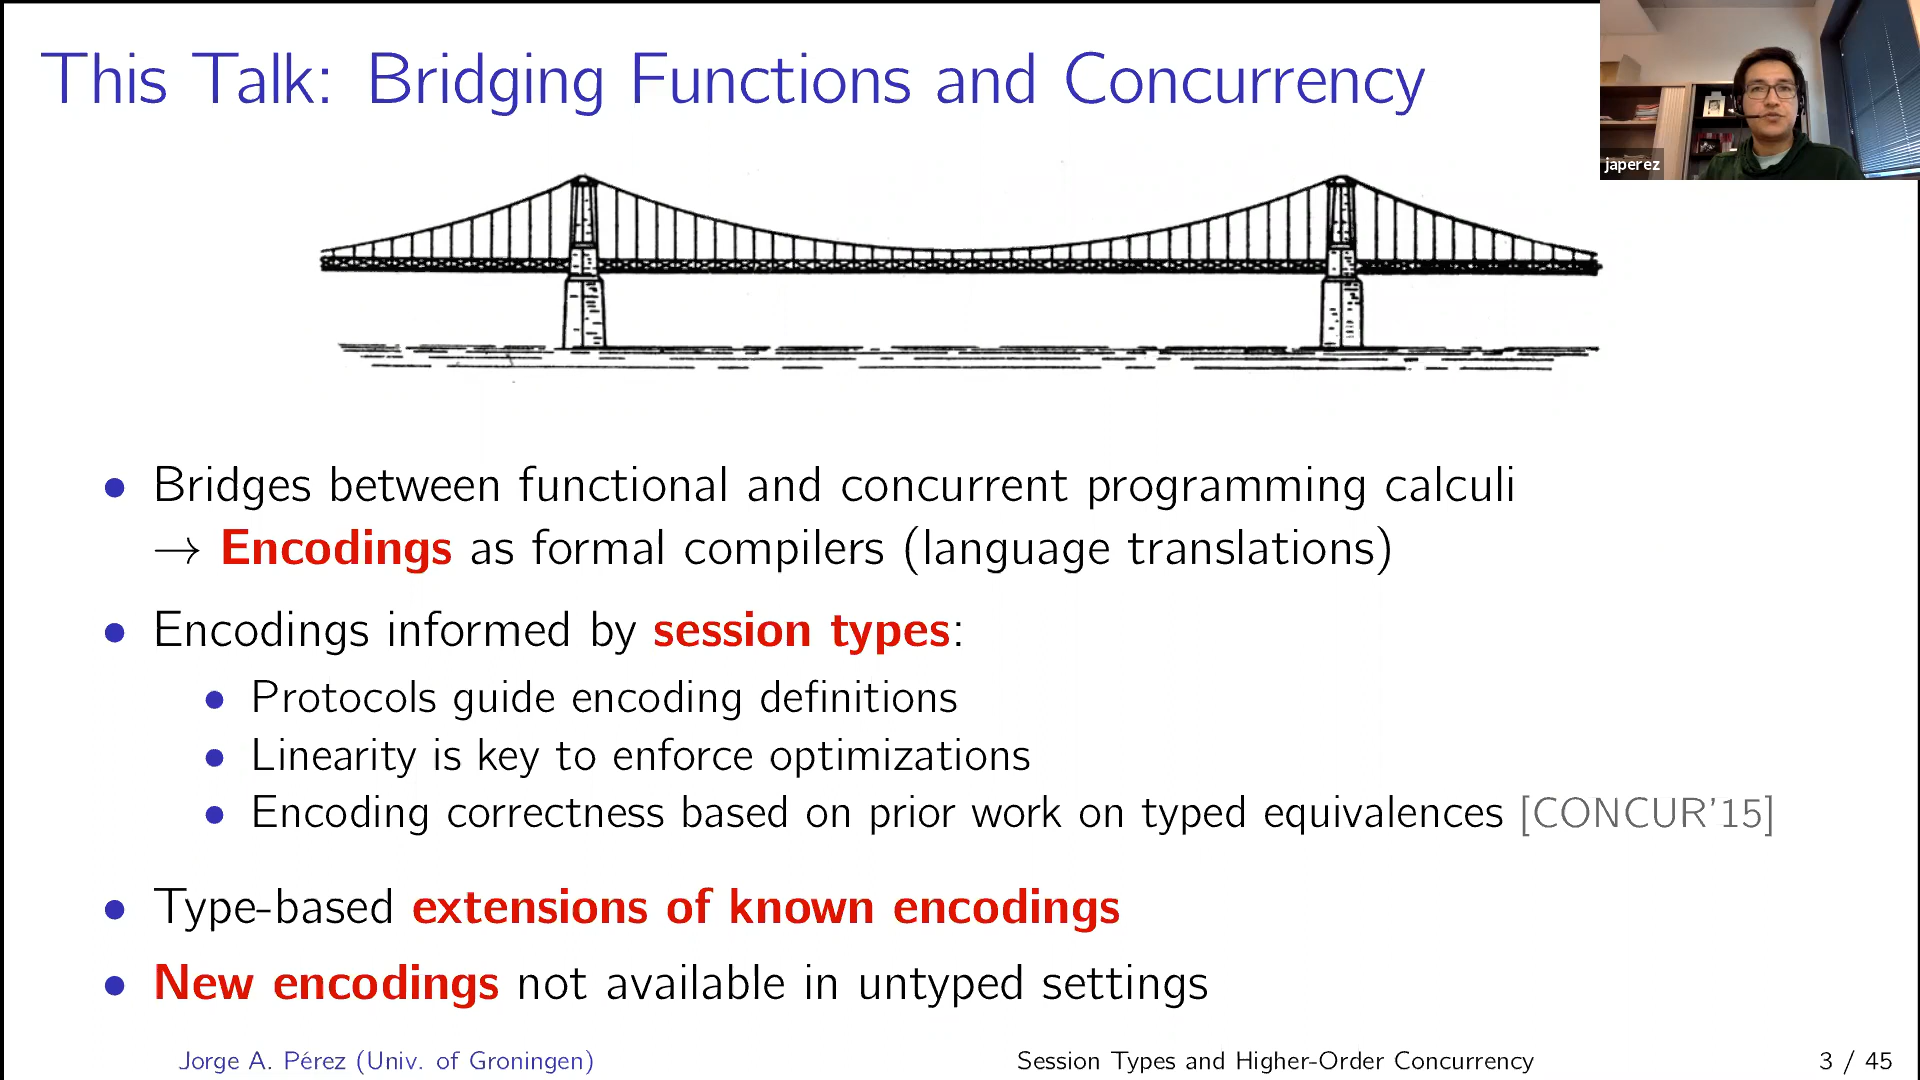 This Talk: Bridging Functions and Concurrency
japerez
• Bridges between functional and concurrent programming calculi
→ Encodings as formal compilers (language translations)
• Encodings informed by session types:
• Protocols guide encoding definitions
• Linearity is key to enforce optimizations
• Encoding correctness based on prior work on typed equivalences [CONCUR'15]
• Type-based extensions of known encodings
• New encodings not available in untyped settings
Jorge A. Pérez (Univ. of Groningen) Session Types and Higher-Order Concurrency 3 / 45